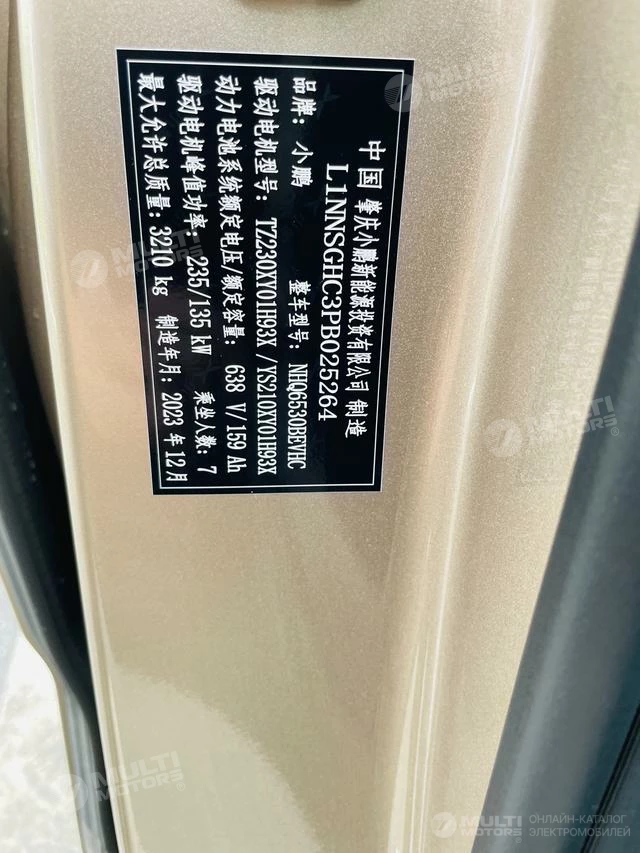 中国 肇庆小鹏新能源投资有限公司 制造
L1NNSGHC3PB025264
品牌： 小鹏 整车型号： NHQ6530BEVHC
驱动电机型号： TZ230XY01H93X /YS210XY01H93X
动力电池系统额定电压/额定容量： 638 V/159 Ah
驱动电机峰值功率： 235/135 kW 乘坐人数： 7
最大允许总质量： 3210 kg 制造年月： 2023 年 12月
MULTI MOTORS®
MULTI MOTORS®
MULTI MOTORS®
MULTI MOTORS®
MULTI MOTORS® ОНЛАЙН-КАТАЛОГ ЭЛЕКТРОМОБИЛЕЙ